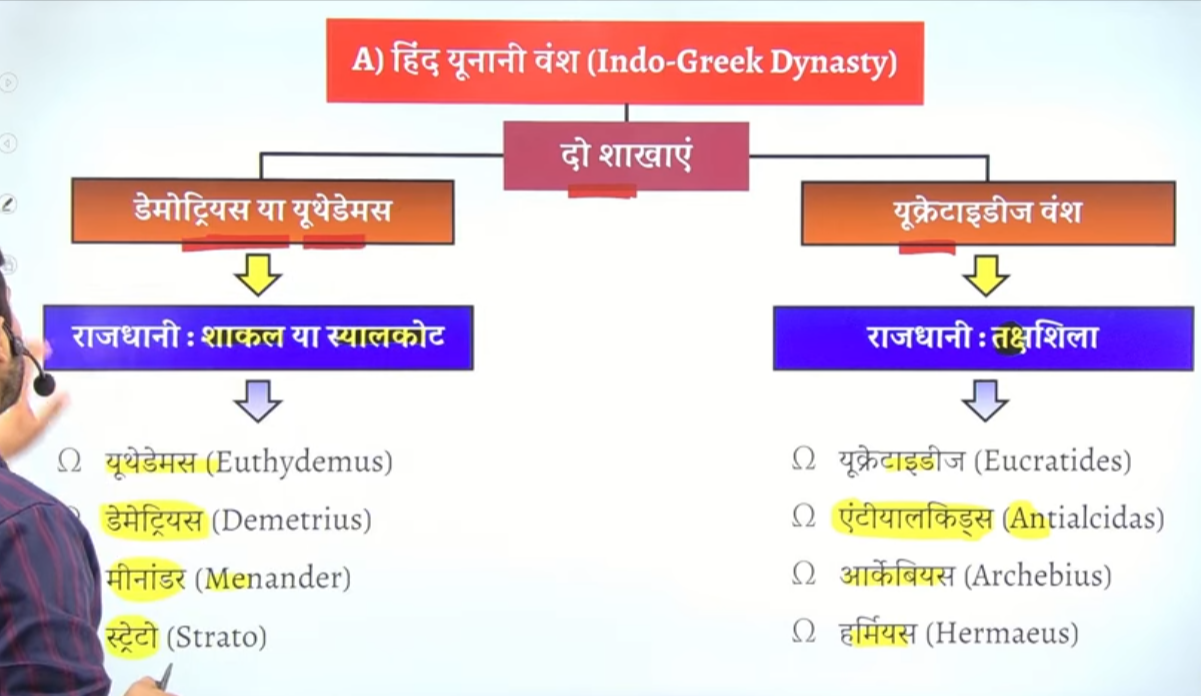 A) हिंद यूनानी वंश (Indo-Greek Dynasty)
दो शाखाएं
डेमोट्रियस या यूथेडेमस
राजधानी : शाकल या स्यालकोट
Ω यूथेडेमस (Euthydemus)
डेमेट्रियस (Demetrius)
मीनांडर (Menander)
स्ट्रेटो (Strato)
यूक्रेटाइडीज वंश
राजधानी : तक्षशिला
Ω यूक्रेटाइडीज (Eucratides)
Ω एंटीयालकिड्स (Antialcidas)
Ω आर्केबियस (Archebius)
Ω हर्मियस (Hermaeus)